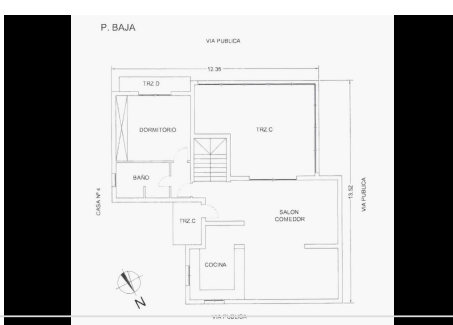 P. BAJA
VIA PUBLICA
12.36
TRZ.D
DORMITORIO
TRZ.C
BAÑO
CASA Nº 4
TRZ.C
SALON
COMEDOR
13.52
VIA PUBLICA
COCINA
N
VIA PUBLICA